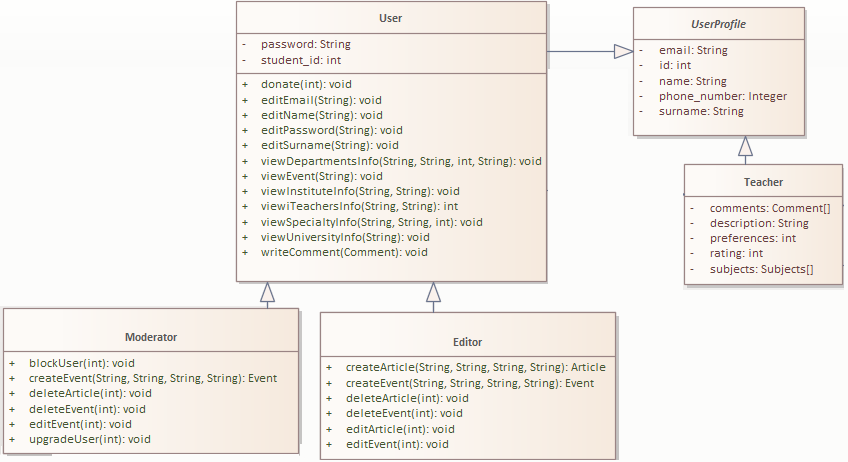 User
- password: String
- student_id: int
+ donate(int): void
+ editEmail(String): void
+ editName(String): void
+ editPassword(String): void
+ editSurname(String): void
+ viewDepartmentsInfo(String, String, int, String): void
+ viewEvent(String): void
+ viewInstituteInfo(String, String): void
+ viewiTeachersInfo(String, String): int
+ viewSpecialtyInfo(String, String, int): void
+ viewUniversityInfo(String): void
+ writeComment(Comment): void
UserProfile
- email: String
- id: int
- name: String
- phone_number: Integer
- surname: String
Teacher
- comments: Comment[]
- description: String
- preferences: int
- rating: int
- subjects: Subjects[]
Moderator
+ blockUser(int): void
+ createEvent(String, String, String, String): Event
+ deleteArticle(int): void
+ deleteEvent(int): void
+ editEvent(int): void
+ upgradeUser(int): void
Editor
+ createArticle(String, String, String, String): Article
+ createEvent(String, String, String, String): Event
+ deleteArticle(int): void
+ deleteEvent(int): void
+ editArticle(int): void
+ editEvent(int): void